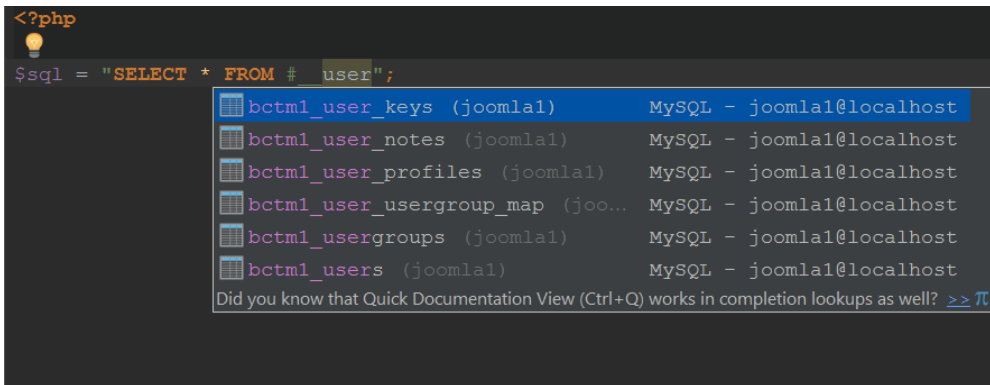 <?php
$sql = "SELECT * FROM #__user";
bctm1_user_keys (joomla1) MySQL - joomla1@localhost
bctm1_user_notes (joomla1) MySQL - joomla1@localhost
bctm1_user_profiles (joomla1) MySQL - joomla1@localhost
bctm1_user_usergroup_map (joo... MySQL - joomla1@localhost
bctm1_usergroups (joomla1) MySQL - joomla1@localhost
bctm1_users (joomla1) MySQL - joomla1@localhost
Did you know that Quick Documentation View (Ctrl+Q) works in completion lookups as well? >> π